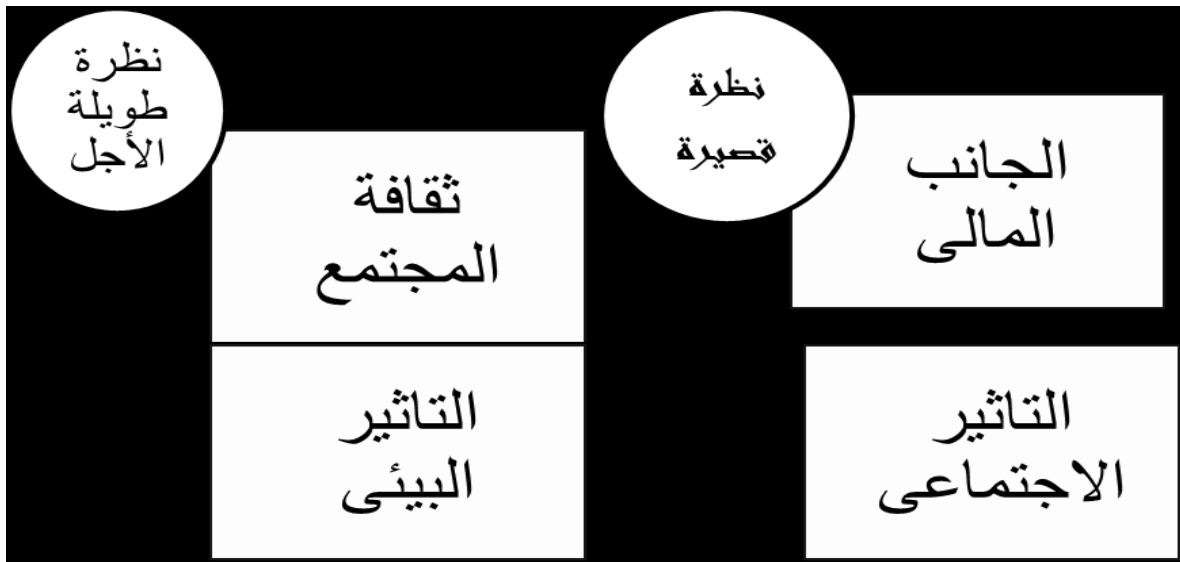 نظرة
قصيرة
الجانب
المالى
التاثير
الاجتماعى
نظرة
طويلة
الأجل
ثقافة
المجتمع
التاثير
البيئى